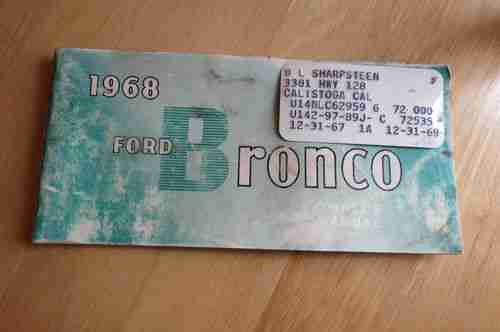 1968
FORD Bronco
B L SHARPSTEEN
3381 HWY 128
CALISTOGA CAL
U14NLC62959 6 72 000
U142-97-89J- C 72535
12-31-67 1A 12-31-69